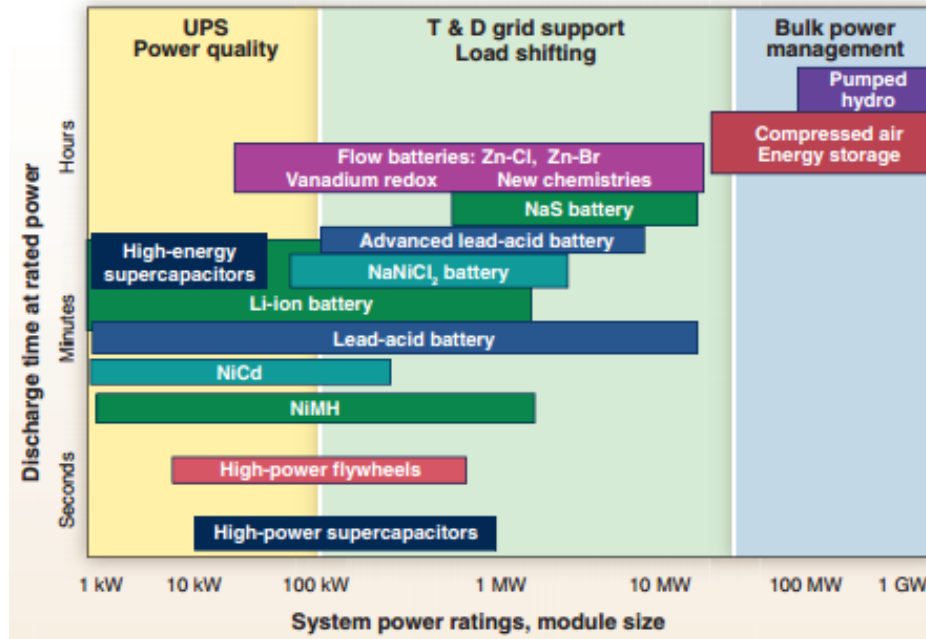 UPS
Power quality
T & D grid support
Load shifting
Bulk power
management
Pumped
hydro
Compressed air
Energy storage
Flow batteries: Zn-Cl, Zn-Br
Vanadium redox New chemistries
NaS battery
Advanced lead-acid battery
High-energy
supercapacitors
NaNiCl₂ battery
Li-ion battery
Lead-acid battery
NiCd
NiMH
High-power flywheels
High-power supercapacitors
Discharge time at rated power
Hours
Minutes
Seconds
1 kW 10 kW 100 kW 1 MW 10 MW 100 MW 1 GW
System power ratings, module size